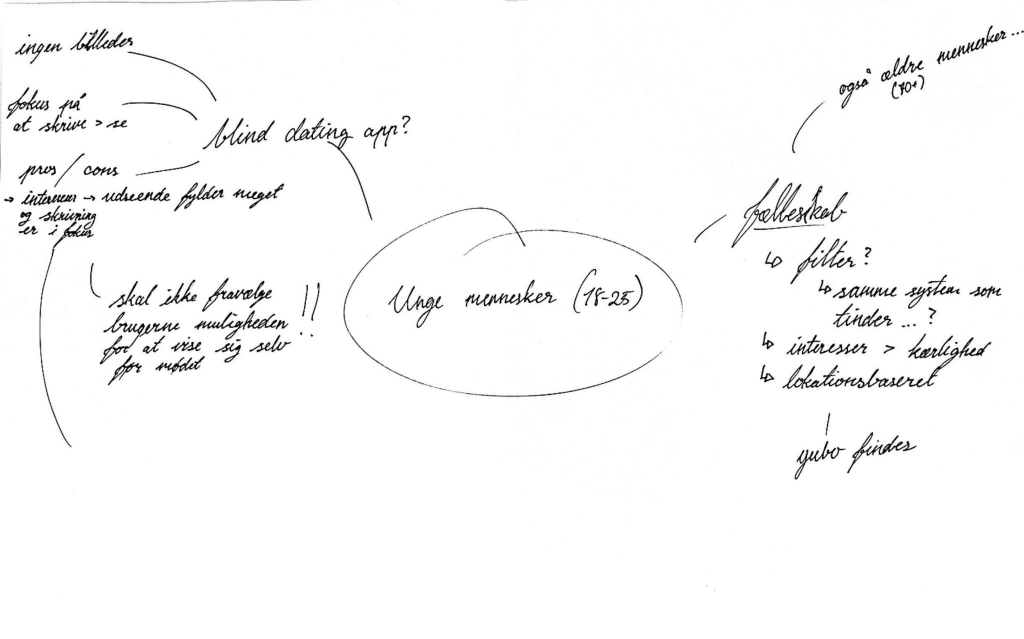 ingen billeder
fokus på
at skrive > se
blind dating app?
pros / cons
→ interesser → udseende fylder meget
og skrivning
er i fokus
skal ikke fravælge
brugerne muligheden
for at vise sig selv
før mødet
!!
Unge mennesker (18-25)
også ældre mennesker...
(70+)
fællesskab
↳ filter?
↳ samme system som
tinder ... ?
↳ interesser > kærlighed
↳ lokationsbaseret
yubo findes